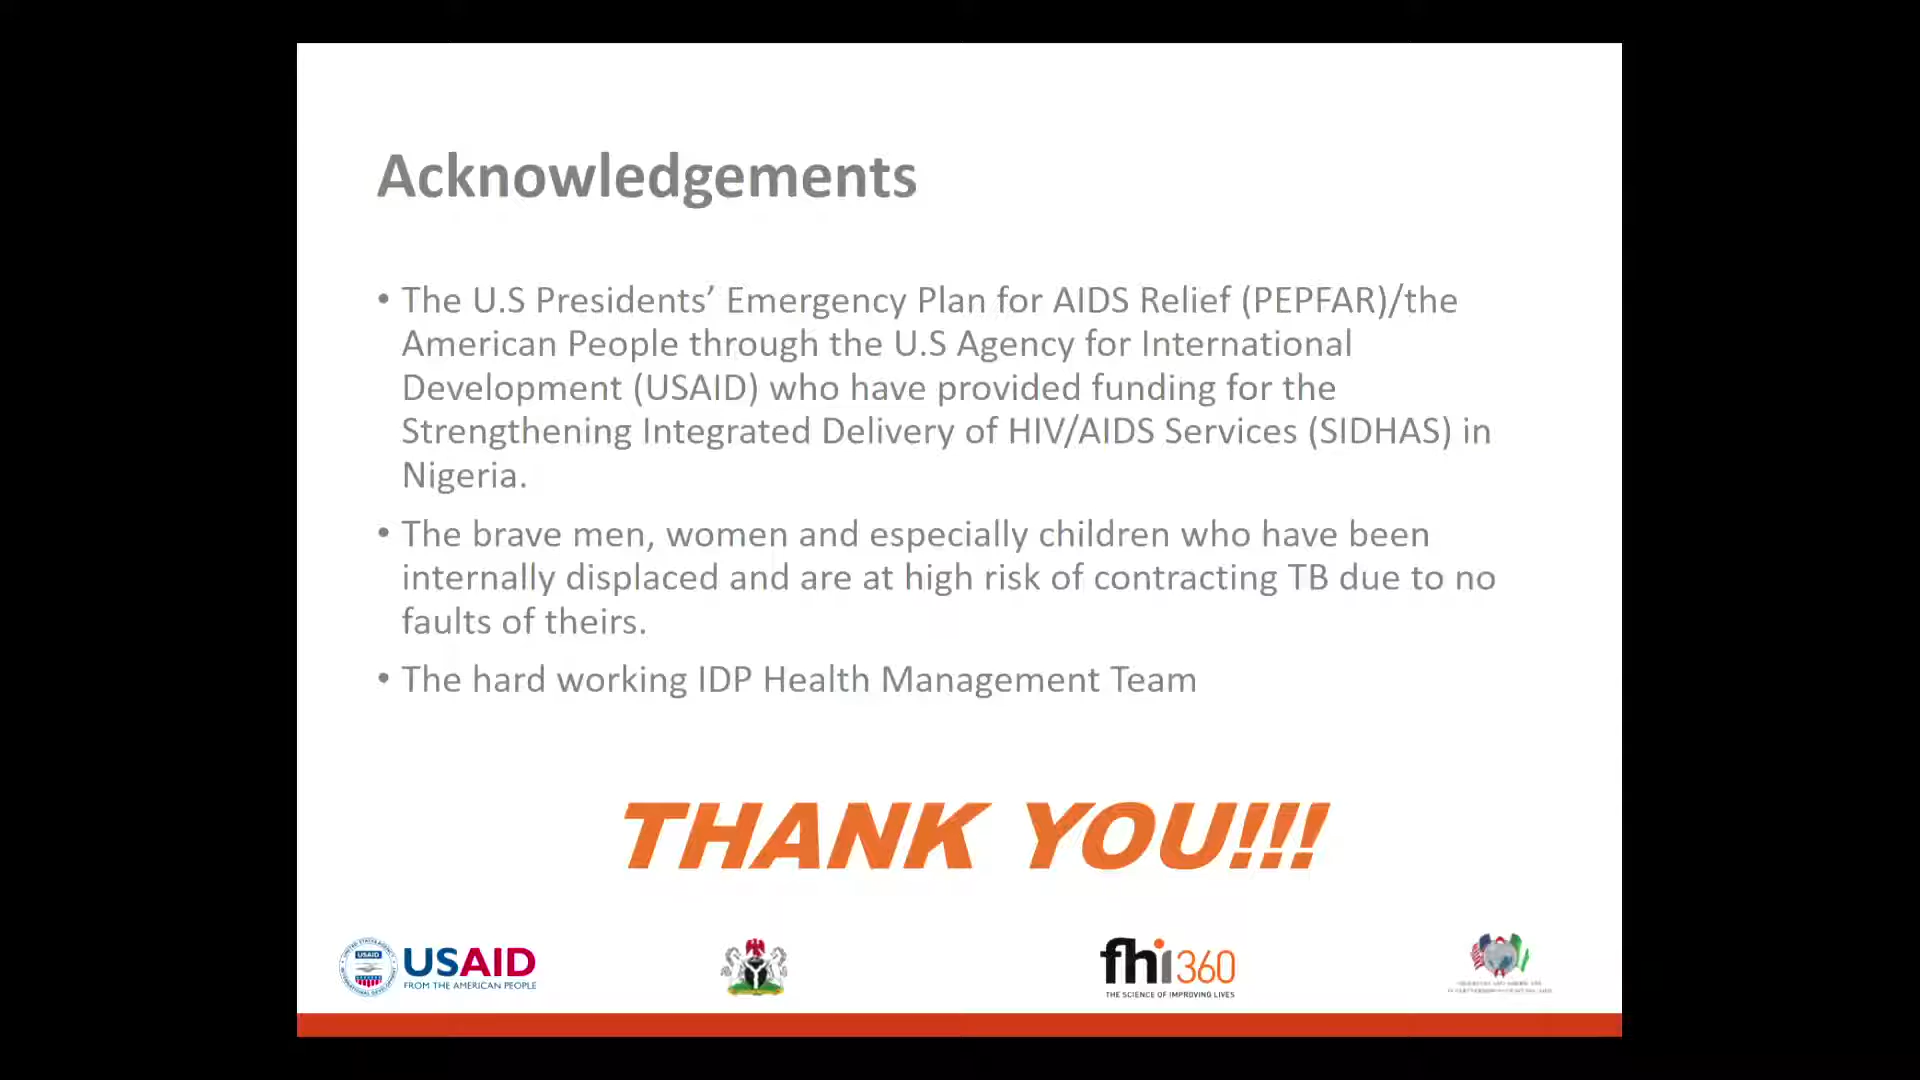 Acknowledgements
• The U.S Presidents’ Emergency Plan for AIDS Relief (PEPFAR)/the
American People through the U.S Agency for International
Development (USAID) who have provided funding for the
Strengthening Integrated Delivery of HIV/AIDS Services (SIDHAS) in
Nigeria.
• The brave men, women and especially children who have been
internally displaced and are at high risk of contracting TB due to no
faults of theirs.
• The hard working IDP Health Management Team
THANK YOU!!!
USAID
USAID
FROM THE AMERICAN PEOPLE
fhi360
THE SCIENCE OF IMPROVING LIVES